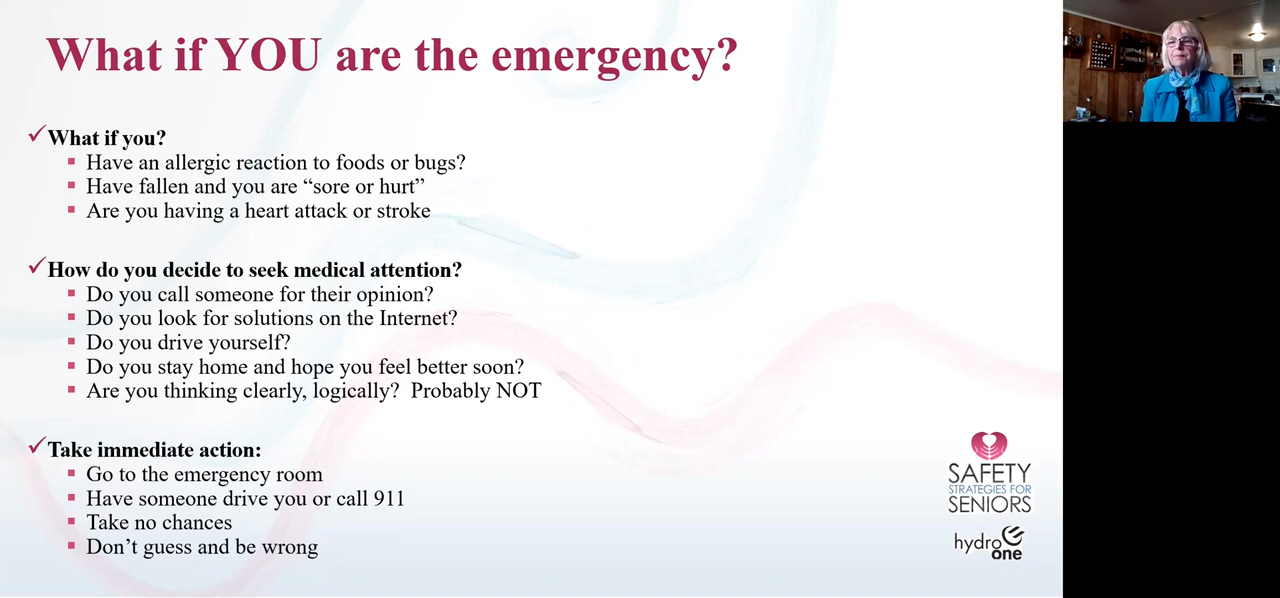 What if YOU are the emergency?
What if you?
Have an allergic reaction to foods or bugs?
Have fallen and you are “sore or hurt”
Are you having a heart attack or stroke
How do you decide to seek medical attention?
Do you call someone for their opinion?
Do you look for solutions on the Internet?
Do you drive yourself?
Do you stay home and hope you feel better soon?
Are you thinking clearly, logically?  Probably NOT
Take immediate action:
Go to the emergency room
Have someone drive you or call 911
Take no chances
Don’t guess and be wrong
SAFETY
STRATEGIES FOR
SENIORS
hydro
one